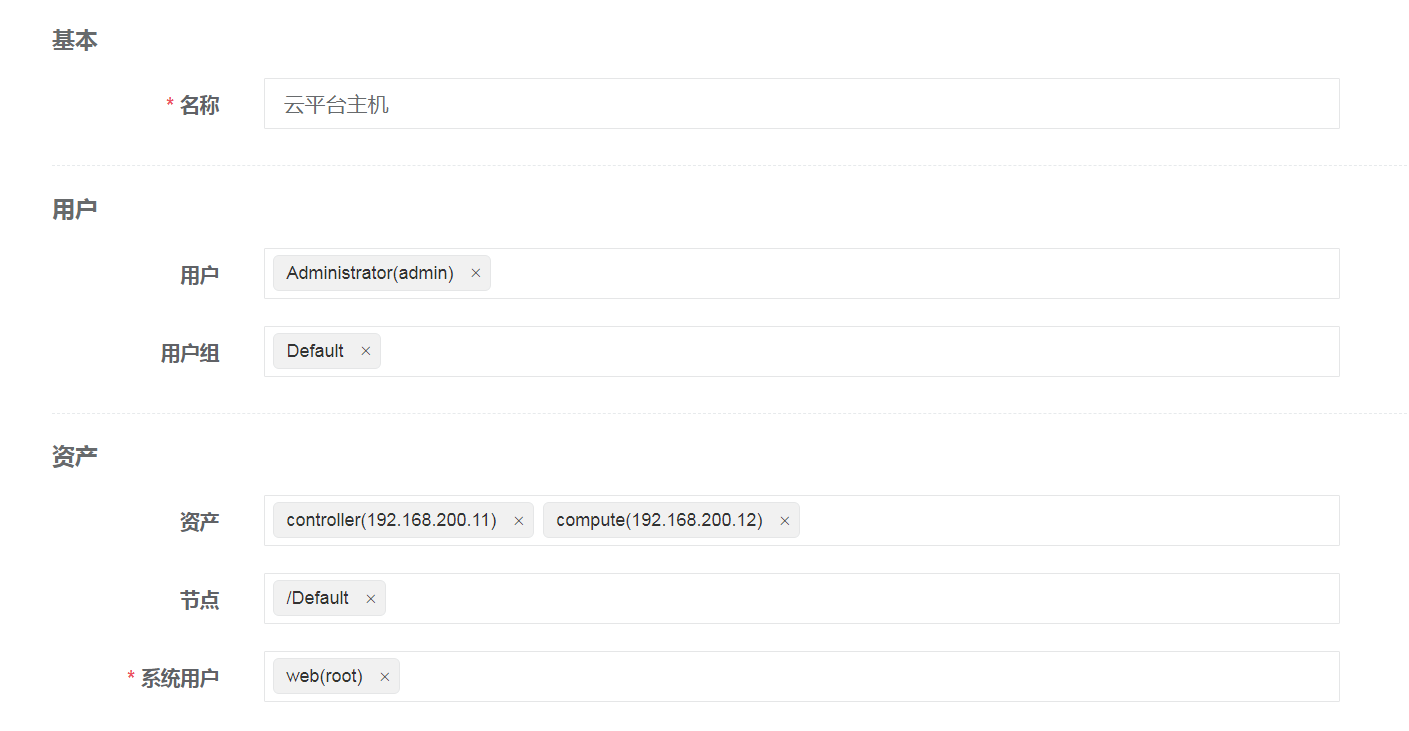 基本
* 名称 云平台主机
用户
用户 Administrator(admin) ×
用户组 Default ×
资产
资产 controller(192.168.200.11) × compute(192.168.200.12) ×
节点 /Default ×
* 系统用户 web(root) ×